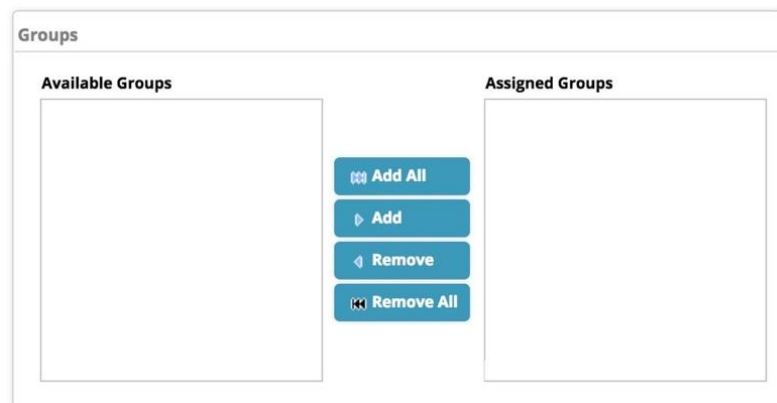 Groups
Available Groups
Assigned Groups
Add All
Add
Remove
Remove All